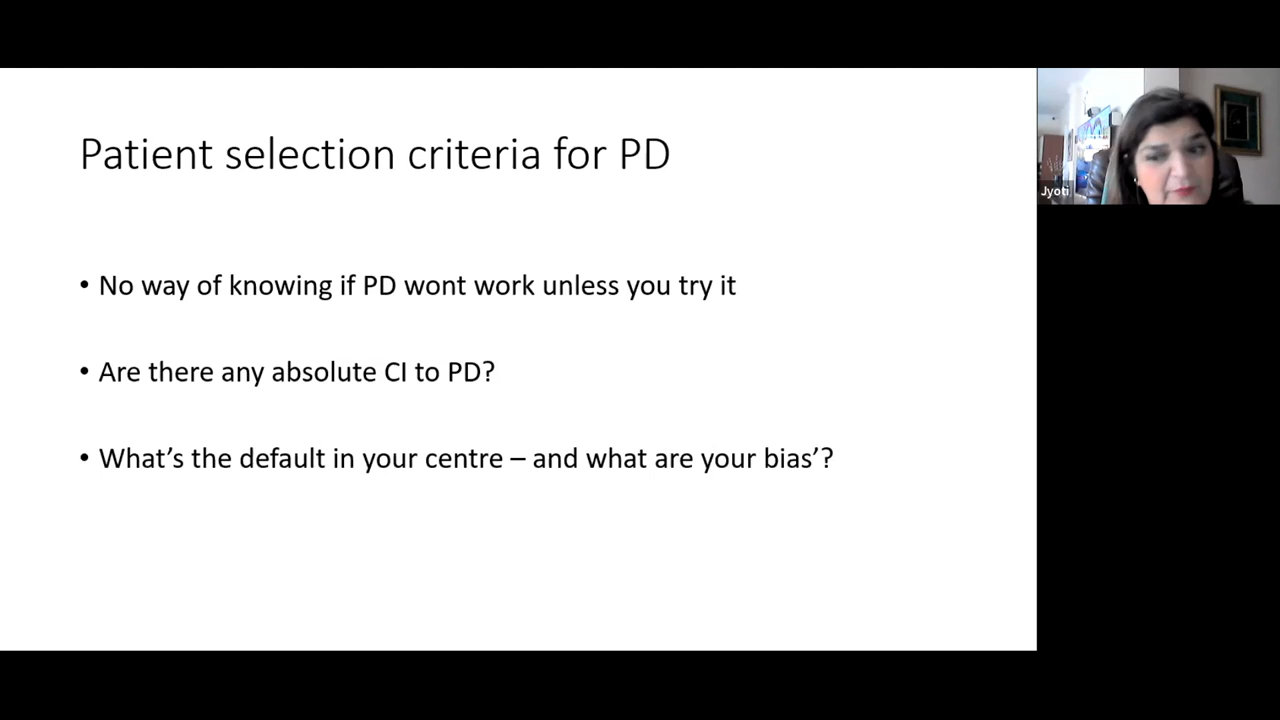 Patient selection criteria for PD
• No way of knowing if PD wont work unless you try it
• Are there any absolute CI to PD?
• What’s the default in your centre – and what are your bias’?
Jyoti